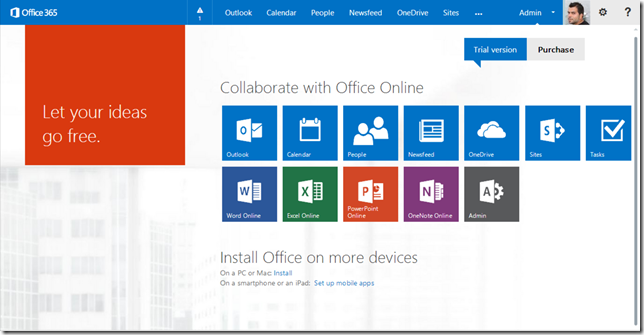 Office 365
1
Outlook Calendar People Newsfeed OneDrive Sites ... Admin ?
Trial version Purchase
Let your ideas
go free.
Collaborate with Office Online
Outlook Calendar People Newsfeed OneDrive Sites Tasks
Word Online Excel Online PowerPoint
Online OneNote Online Admin
Install Office on more devices
On a PC or Mac: Install
On a smartphone or an iPad: Set up mobile apps